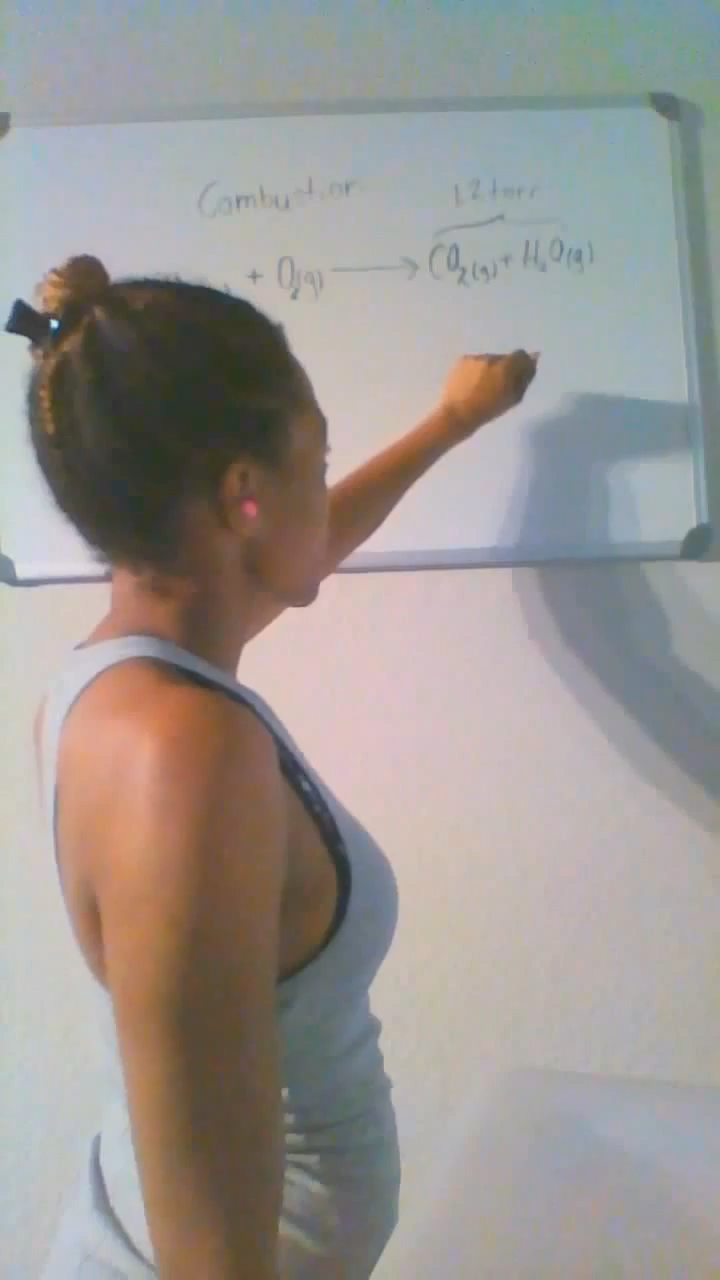 Combustion
12 torr
+ O₂(g) ⟶ CO₂(g) + H₂O(g)